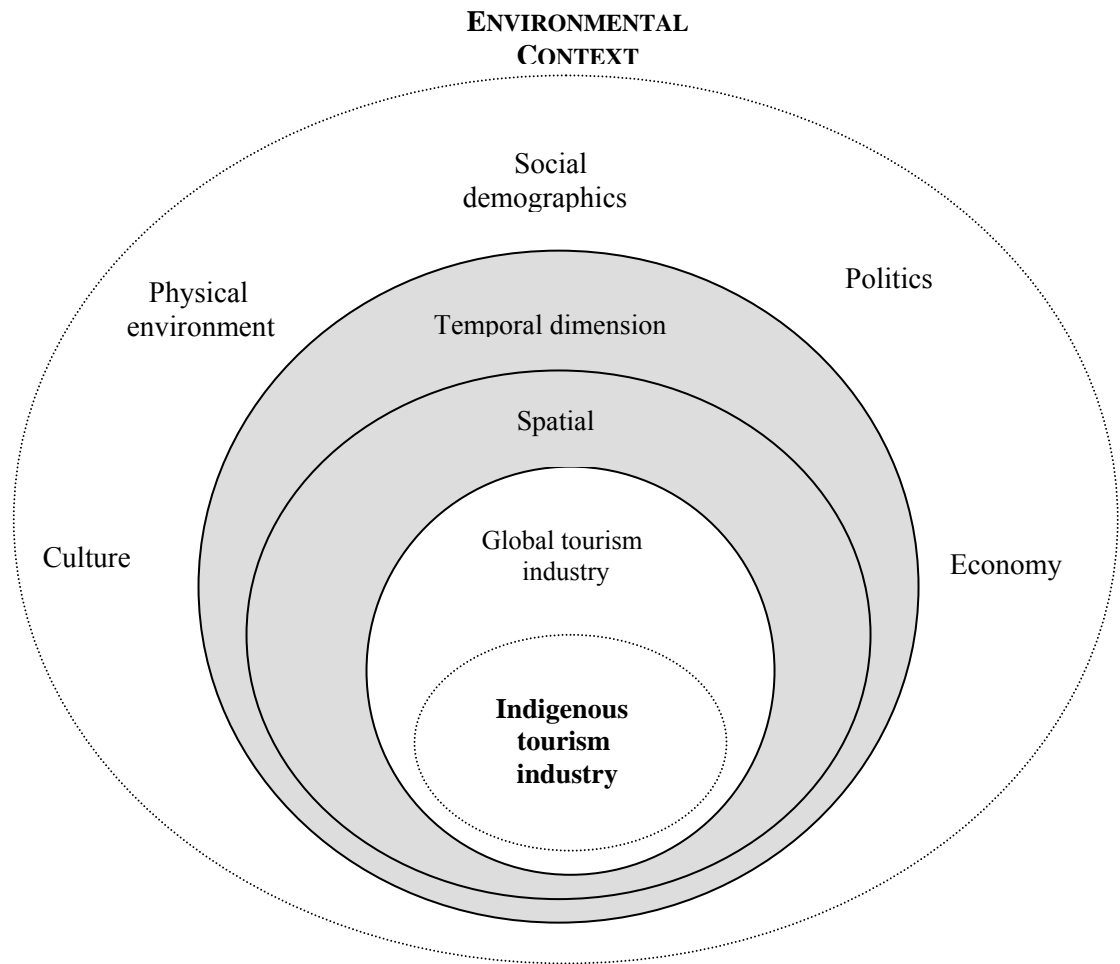 ENVIRONMENTAL
CONTEXT
Social
demographics
Politics
Physical
environment
Temporal dimension
Spatial
Global tourism
industry
Culture
Economy
Indigenous
tourism
industry